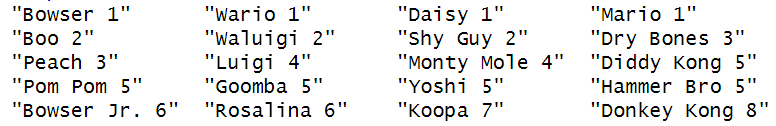 "Bowser 1" "Wario 1" "Daisy 1" "Mario 1"
"Boo 2" "Waluigi 2" "Shy Guy 2" "Dry Bones 3"
"Peach 3" "Luigi 4" "Monty Mole 4" "Diddy Kong 5"
"Pom Pom 5" "Goomba 5" "Yoshi 5" "Hammer Bro 5"
"Bowser Jr. 6" "Rosalina 6" "Koopa 7" "Donkey Kong 8"